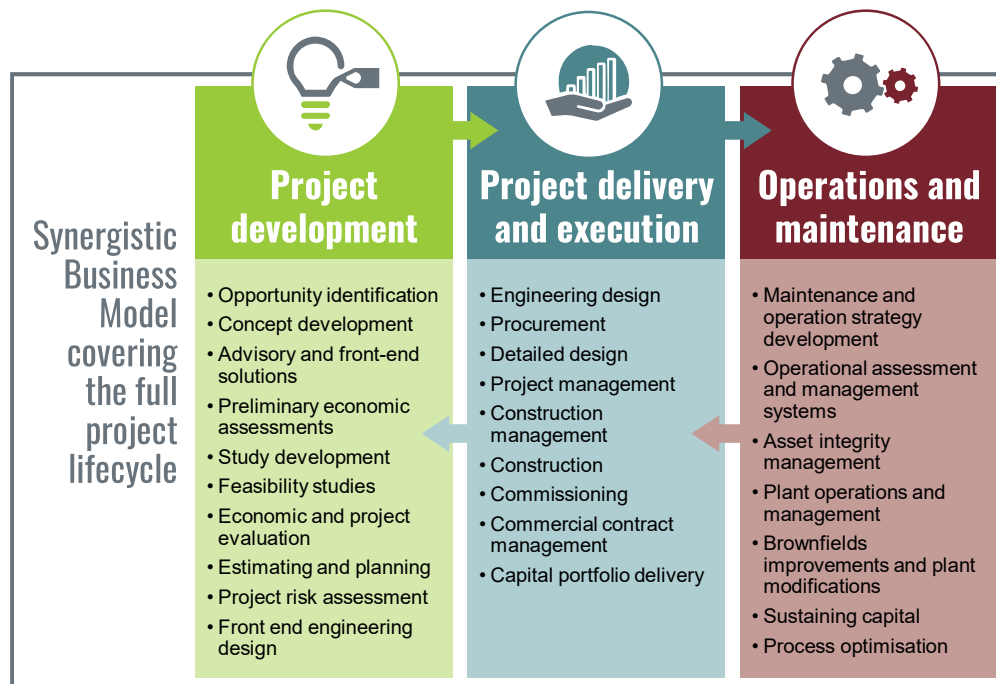 Synergistic
Business
Model
covering
the full
project
lifecycle
Project
development
• Opportunity identification
• Concept development
• Advisory and front-end
solutions
• Preliminary economic
assessments
• Study development
• Feasibility studies
• Economic and project
evaluation
• Estimating and planning
• Project risk assessment
• Front end engineering
design
Project delivery
and execution
• Engineering design
• Procurement
• Detailed design
• Project management
• Construction
management
• Construction
• Commissioning
• Commercial contract
management
• Capital portfolio delivery
Operations and
maintenance
• Maintenance and
operation strategy
development
• Operational assessment
and management
systems
• Asset integrity
management
• Plant operations and
management
• Brownfields
improvements and plant
modifications
• Sustaining capital
• Process optimisation